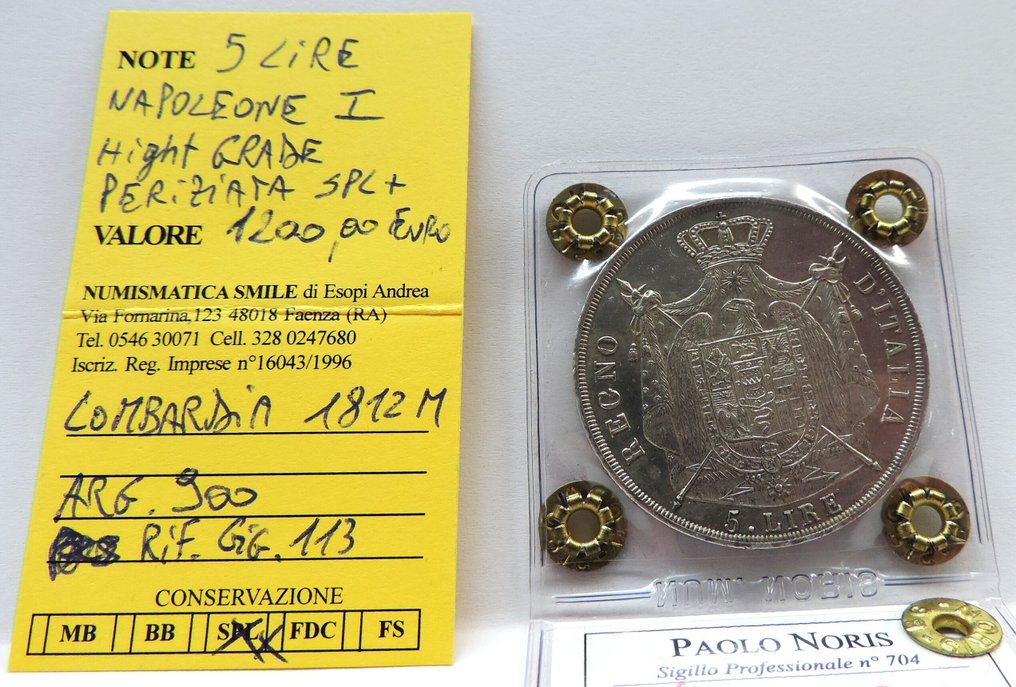 NOTE 5 LiRE
NAPOLEONE I
Hight GRADE
PERIZIATA SPL+
VALORE 1200,00 EURO
NUMISMATICA SMILE di Esopi Andrea
Via Fornarina,123 48018 Faenza (RA)
Tel. 0546 30071 Cell. 328 0247680
Iscriz. Reg. Imprese n°16043/1996
LOMBARDiA 1812 M
ARG. 900
RiF. Gig. 113
CONSERVAZIONE
MB BB SPL FDC FS
REGNO D'ITALIA
5. LIRE
NUM. NORIS
PAOLO NORIS
Sigillo Professionale n° 704